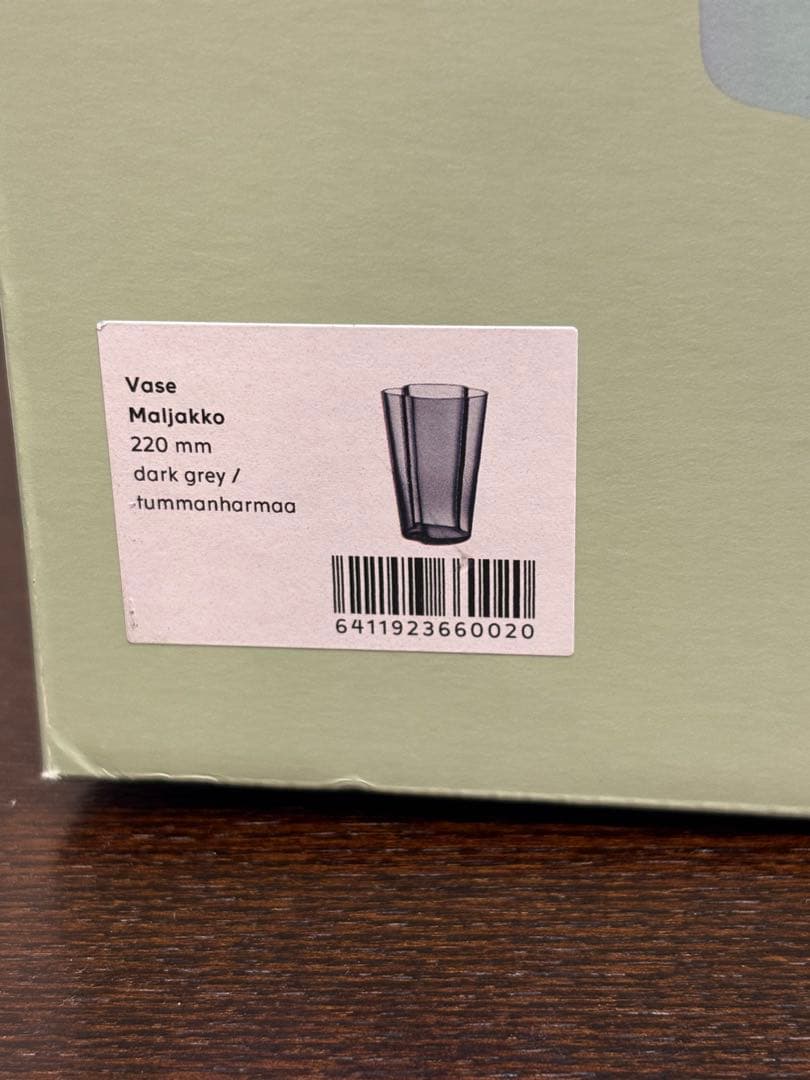 Vase
Maljakko
220 mm
dark grey /
tummanharmaa
6411923660020